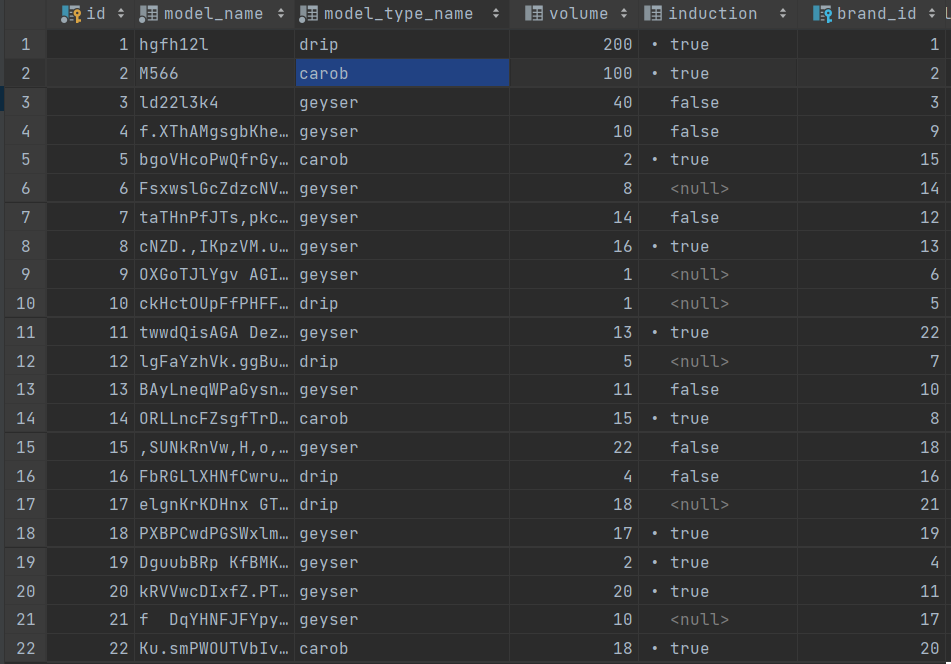 id model_name model_type_name volume induction brand_id
1 1 hgfh12l drip 200 • true 1
2 2 M566 carob 100 • true 2
3 3 ld22l3k4 geyser 40 false 3
4 4 f.XThAMgsgbKhe… geyser 10 false 9
5 5 bgoVHcoPwQfrGy… carob 2 • true 15
6 6 FsxwslGcZdzcNV… geyser 8 <null> 14
7 7 taTHnPfJTs,pkc… geyser 14 false 12
8 8 cNZD.,IKpzVM.u… geyser 16 • true 13
9 9 OXGoTJlYgv AGI… geyser 1 <null> 6
10 10 ckHctOUpFfPHFF… drip 1 <null> 5
11 11 twwdQisAGA Dez… geyser 13 • true 22
12 12 lgFaYzhVk.ggBu… drip 5 <null> 7
13 13 BAyLneqWPaGysn… geyser 11 false 10
14 14 ORLLncFZsgfTrD… carob 15 • true 8
15 15 ,SUNkRnVw,H,o,… geyser 22 false 18
16 16 FbRGLlXHNfCwru… drip 4 false 16
17 17 elgnKrKDHnx GT… drip 18 <null> 21
18 18 PXBPCwdPGSWxlm… geyser 17 • true 19
19 19 DguubBRp KfBMK… geyser 2 • true 4
20 20 kRVVwcDIxfZ.PT… geyser 20 • true 11
21 21 f  DqYHNFJFYpy… geyser 10 <null> 17
22 22 Ku.smPWOUTVbIv… carob 18 • true 20